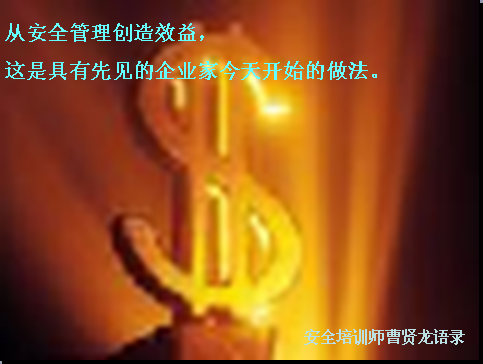 从安全管理创造效益，
这是具有先见的企业家今天开始的做法。
安全培训师曹贤龙语录